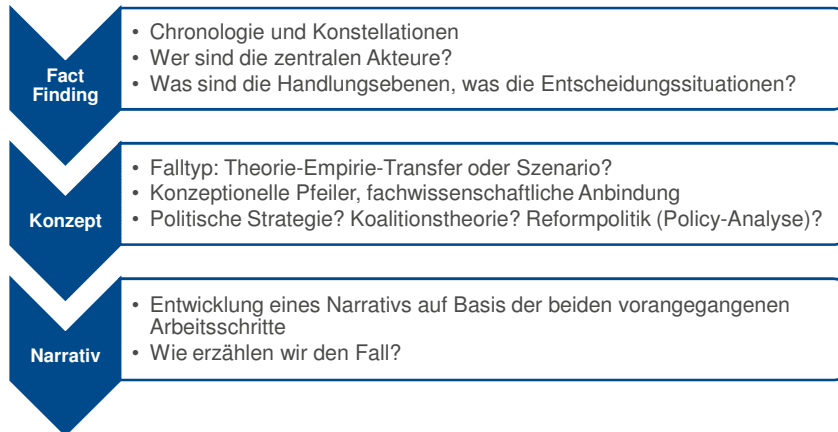 Fact
Finding
• Chronologie und Konstellationen
• Wer sind die zentralen Akteure?
• Was sind die Handlungsebenen, was die Entscheidungssituationen?
Konzept
• Falltyp: Theorie-Empirie-Transfer oder Szenario?
• Konzeptionelle Pfeiler, fachwissenschaftliche Anbindung
• Politische Strategie? Koalitionstheorie? Reformpolitik (Policy-Analyse)?
Narrativ
• Entwicklung eines Narrativs auf Basis der beiden vorangegangenen
Arbeitsschritte
• Wie erzählen wir den Fall?